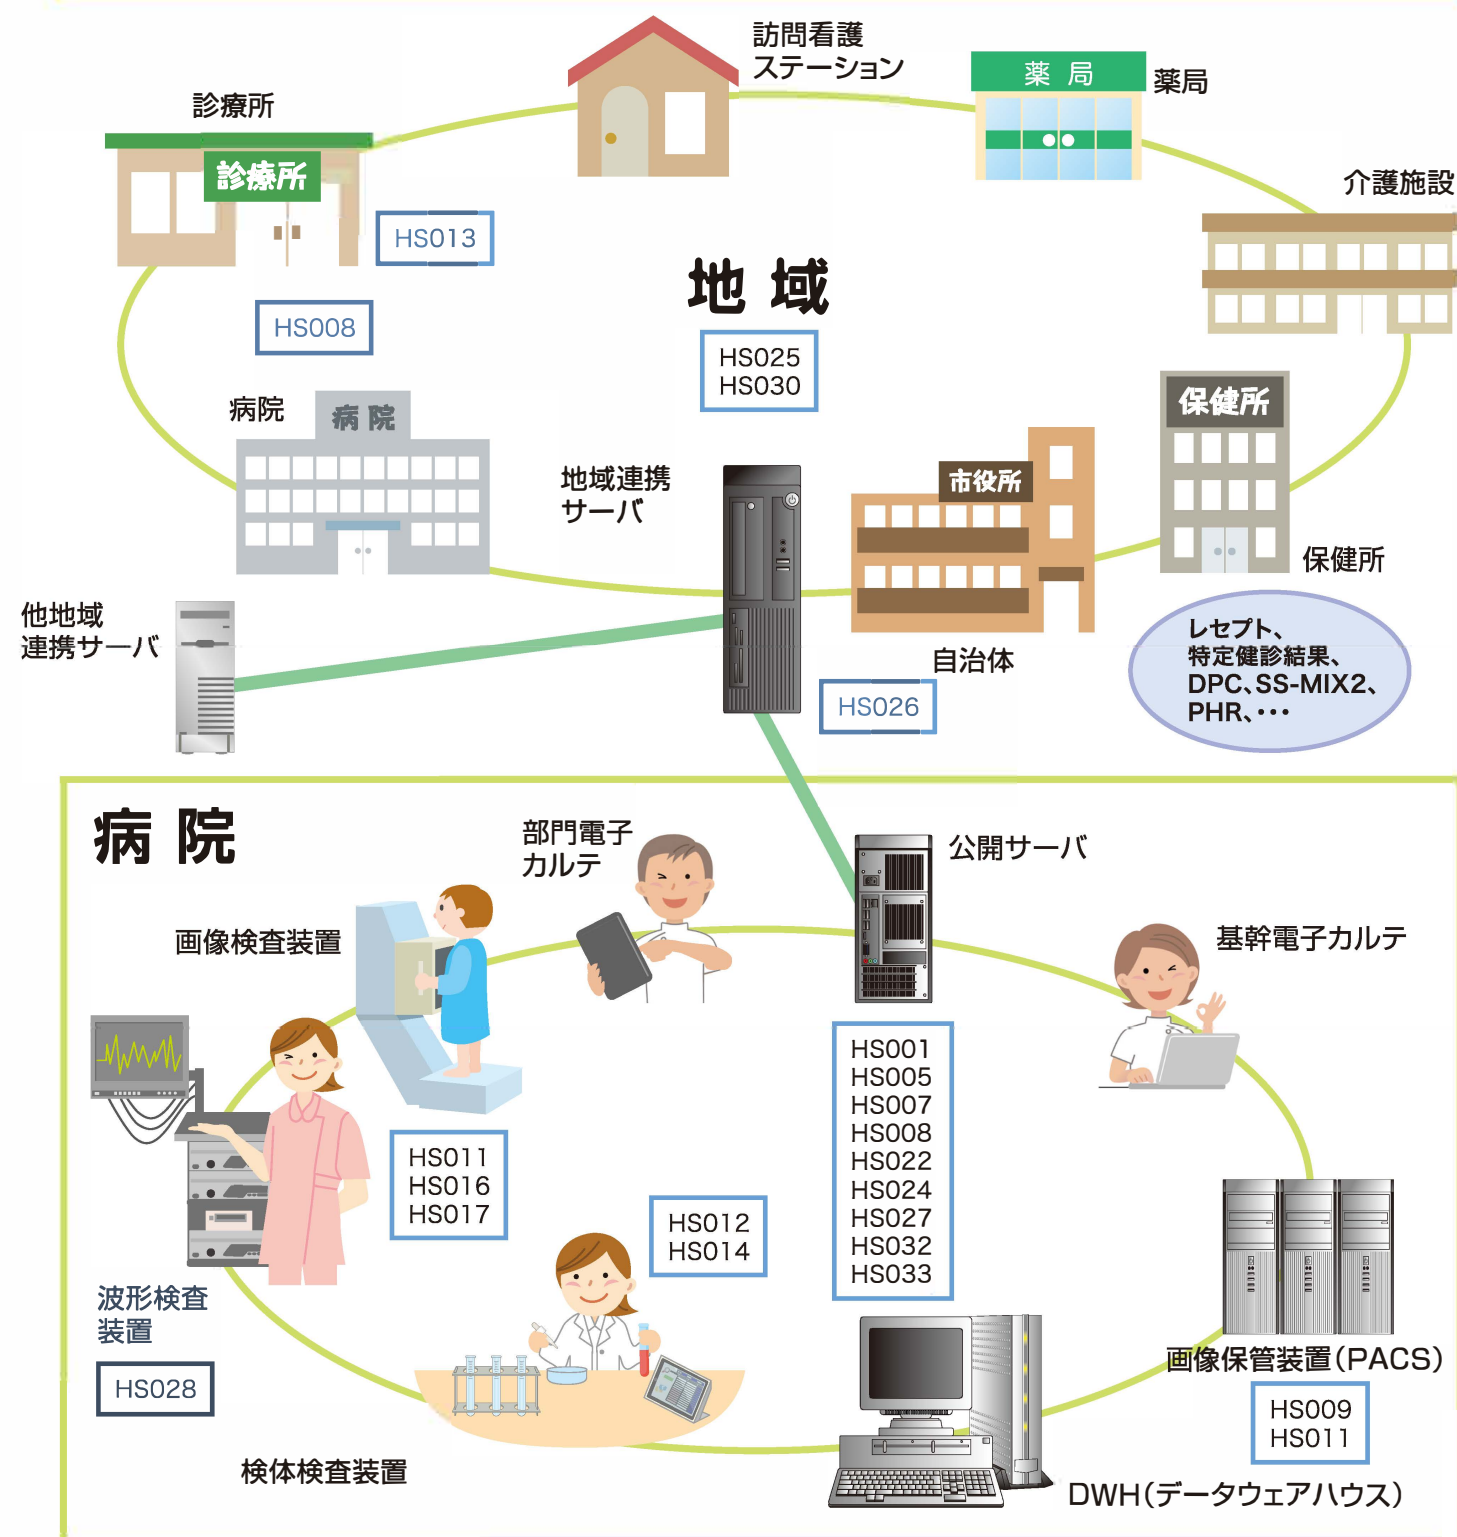 訪問看護
ステーション
薬 局
薬局
診療所
診療所
介護施設
HS013
地 域
HS008
HS025
HS030
病院
病 院
保健所
地域連携
サーバ
市役所
保健所
他地域
連携サーバ
レセプト、
特定健診結果、
DPC、SS-MIX2、
PHR、・・・
自治体
HS026
病 院
部門電子
カルテ
公開サーバ
画像検査装置
基幹電子カルテ
HS001
HS005
HS007
HS008
HS022
HS024
HS027
HS032
HS033
HS011
HS016
HS017
HS012
HS014
波形検査
装置
HS028
画像保管装置(PACS)
HS009
HS011
検体検査装置
DWH(データウェアハウス)